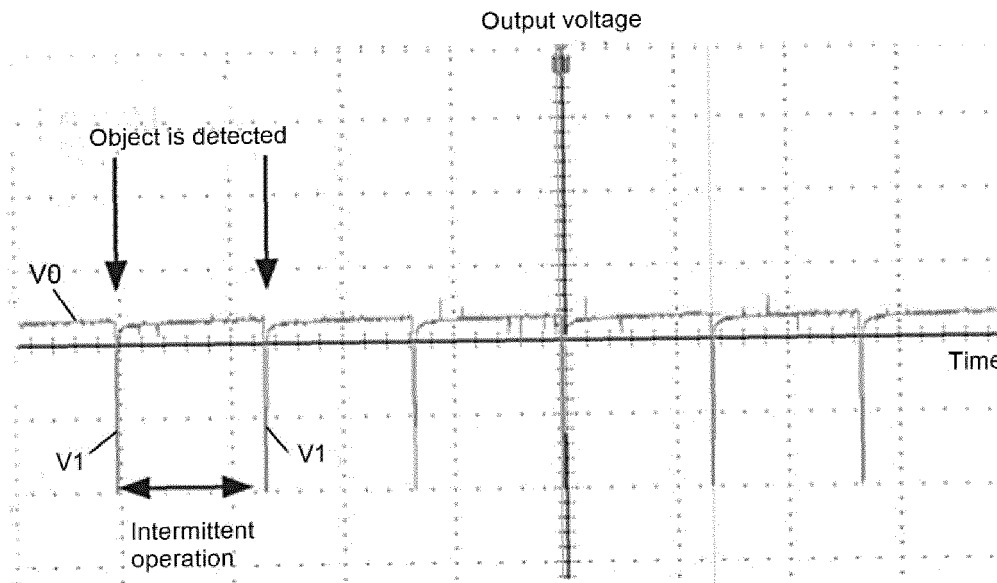 Output voltage
Object is detected
V0
Time
V1
V1
Intermittent
operation